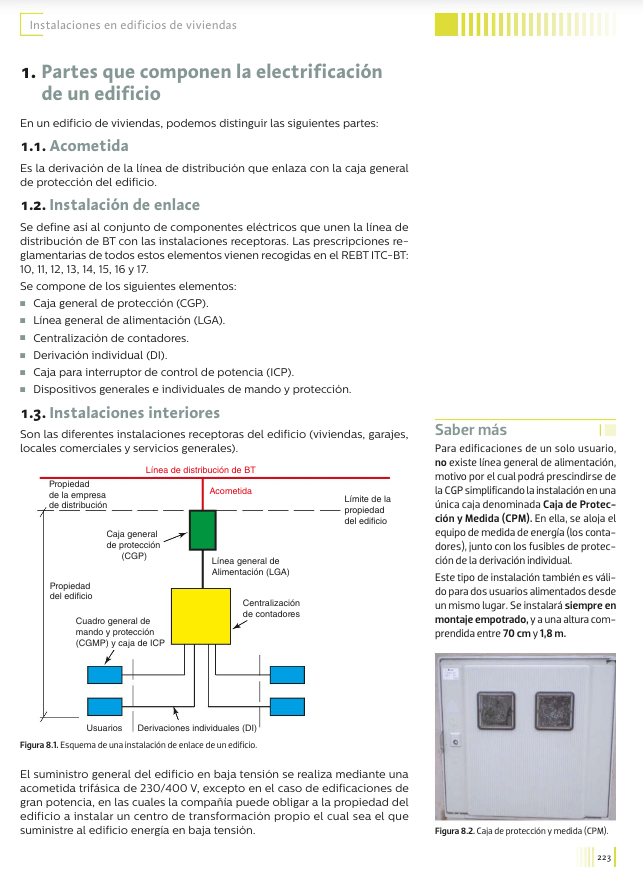 Instalaciones en edificios de viviendas
1. Partes que componen la electrificación
de un edificio
En un edificio de viviendas, podemos distinguir las siguientes partes:
1.1. Acometida
Es la derivación de la línea de distribución que enlaza con la caja general
de protección del edificio.
1.2. Instalación de enlace
Se define así al conjunto de componentes eléctricos que unen la línea de
distribución de BT con las instalaciones receptoras. Las prescripciones re-
glamentarias de todos estos elementos vienen recogidas en el REBT ITC-BT:
10, 11, 12, 13, 14, 15, 16 y 17.
Se compone de los siguientes elementos:
Caja general de protección (CGP).
Línea general de alimentación (LGA).
Centralización de contadores.
Derivación individual (DI).
Caja para interruptor de control de potencia (ICP).
Dispositivos generales e individuales de mando y protección.
1.3. Instalaciones interiores
Son las diferentes instalaciones receptoras del edificio (viviendas, garajes,
locales comerciales y servicios generales).
Línea de distribución de BT
Propiedad
de la empresa
de distribución
Acometida
Límite de la
propiedad
del edificio
Caja general
de protección
(CGP)
Línea general de
Alimentación (LGA)
Propiedad
del edificio
Centralización
de contadores
Cuadro general de
mando y protección
(CGMP) y caja de ICP
Usuarios
Derivaciones individuales (DI)
Figura 8.1. Esquema de una instalación de enlace de un edificio.
El suministro general del edificio en baja tensión se realiza mediante una
acometida trifásica de 230/400 V, excepto en el caso de edificaciones de
gran potencia, en las cuales la compañía puede obligar a la propiedad del
edificio a instalar un centro de transformación propio el cual sea el que
suministre al edificio energía en baja tensión.
Saber más
Para edificaciones de un solo usuario,
no existe línea general de alimentación,
motivo por el cual podrá prescindirse de
la CGP simplificando la instalación en una
única caja denominada Caja de Protec-
ción y Medida (CPM). En ella, se aloja el
equipo de medida de energía (los conta-
dores), junto con los fusibles de protec-
ción de la derivación individual.
Este tipo de instalación también es váli-
do para dos usuarios alimentados desde
un mismo lugar. Se instalará siempre en
montaje empotrado, y a una altura com-
prendida entre 70 cm y 1,8 m.
Figura 8.2. Caja de protección y medida (CPM).
223